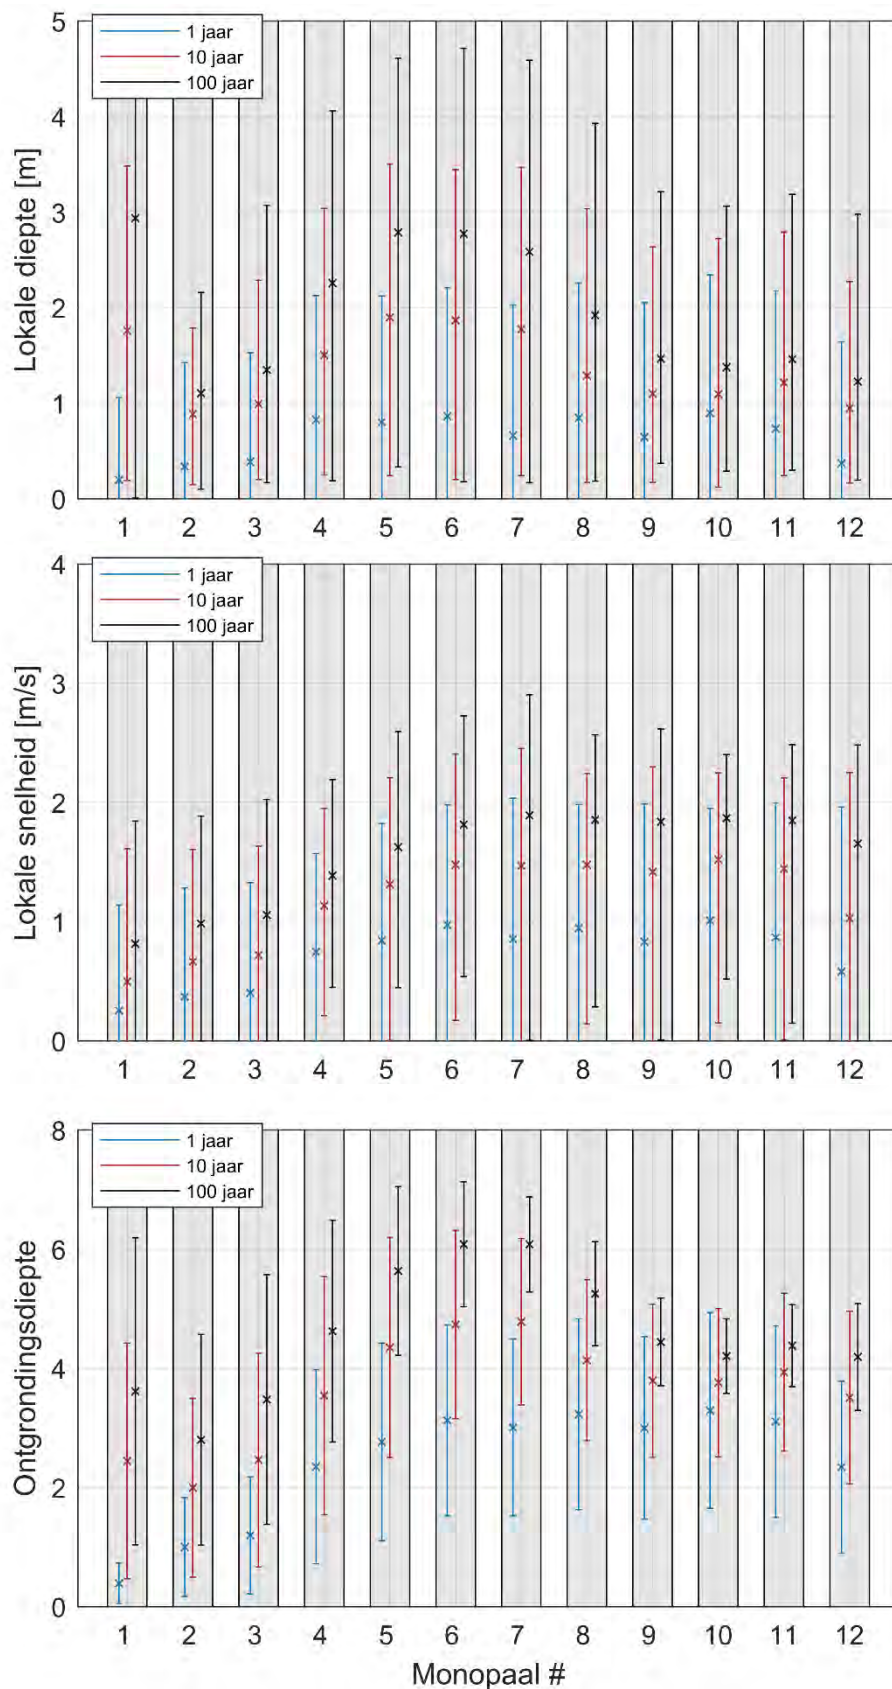 5
4
3
2
1
0
Lokale diepte [m]
1 jaar
10 jaar
100 jaar
1 2 3 4 5 6 7 8 9 10 11 12
4
3
2
1
0
Lokale snelheid [m/s]
1 jaar
10 jaar
100 jaar
1 2 3 4 5 6 7 8 9 10 11 12
8
6
4
2
0
Ontgrondingsdiepte
1 jaar
10 jaar
100 jaar
1 2 3 4 5 6 7 8 9 10 11 12
Monopaal #